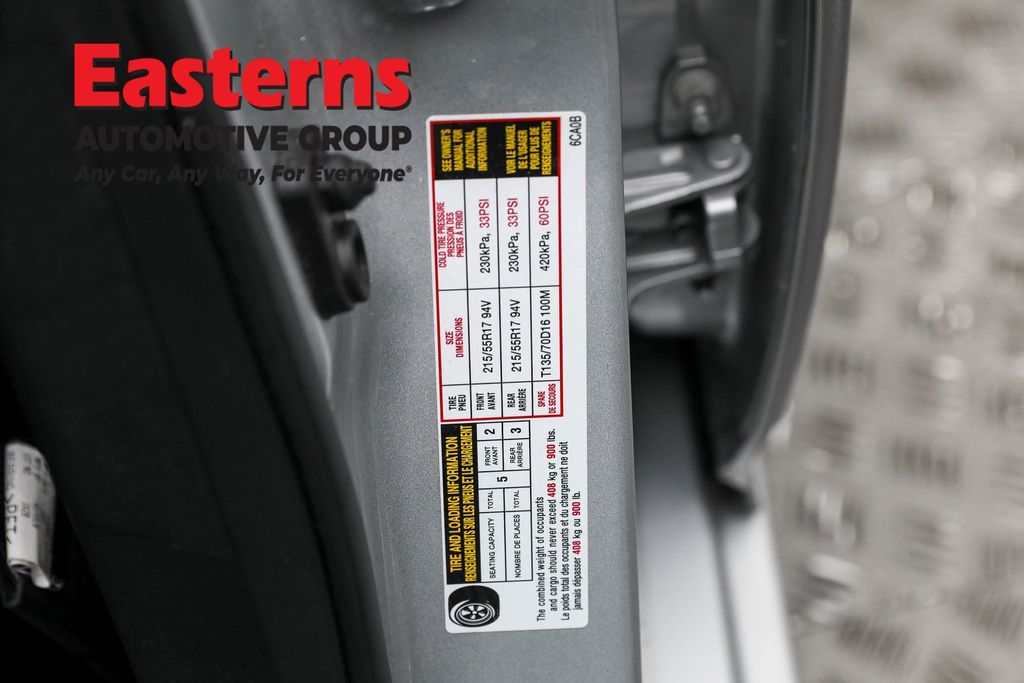 Easterns
AUTOMOTIVE GROUP
Any Car, Any Way, For Everyone®
TIRE AND LOADING INFORMATION
RENSEIGNEMENTS SUR LES PNEUS ET LE CHARGEMENT
SEATING CAPACITY TOTAL 5 FRONT AVANT 2
NOMBRE DE PLACES TOTAL REAR ARRIÈRE 3
The combined weight of occupants
and cargo should never exceed 408 kg or 900 lbs.
Le poids total des occupants et du chargement ne doit
jamais dépasser 408 kg ou 900 lb.
TIRE PNEU
SIZE DIMENSIONS
COLD TIRE PRESSURE
PRESSION DES
PNEUS À FROID
FRONT AVANT 215/55R17 94V 230kPa, 33PSI
REAR ARRIÈRE 215/55R17 94V 230kPa, 33PSI
SPARE DE SECOURS T135/70D16 100M 420kPa, 60PSI
SEE OWNER'S
MANUAL FOR
ADDITIONAL
INFORMATION
VOIR LE MANUEL
DE L'USAGER
POUR PLUS DE
RENSEIGNEMENTS
6CA0B